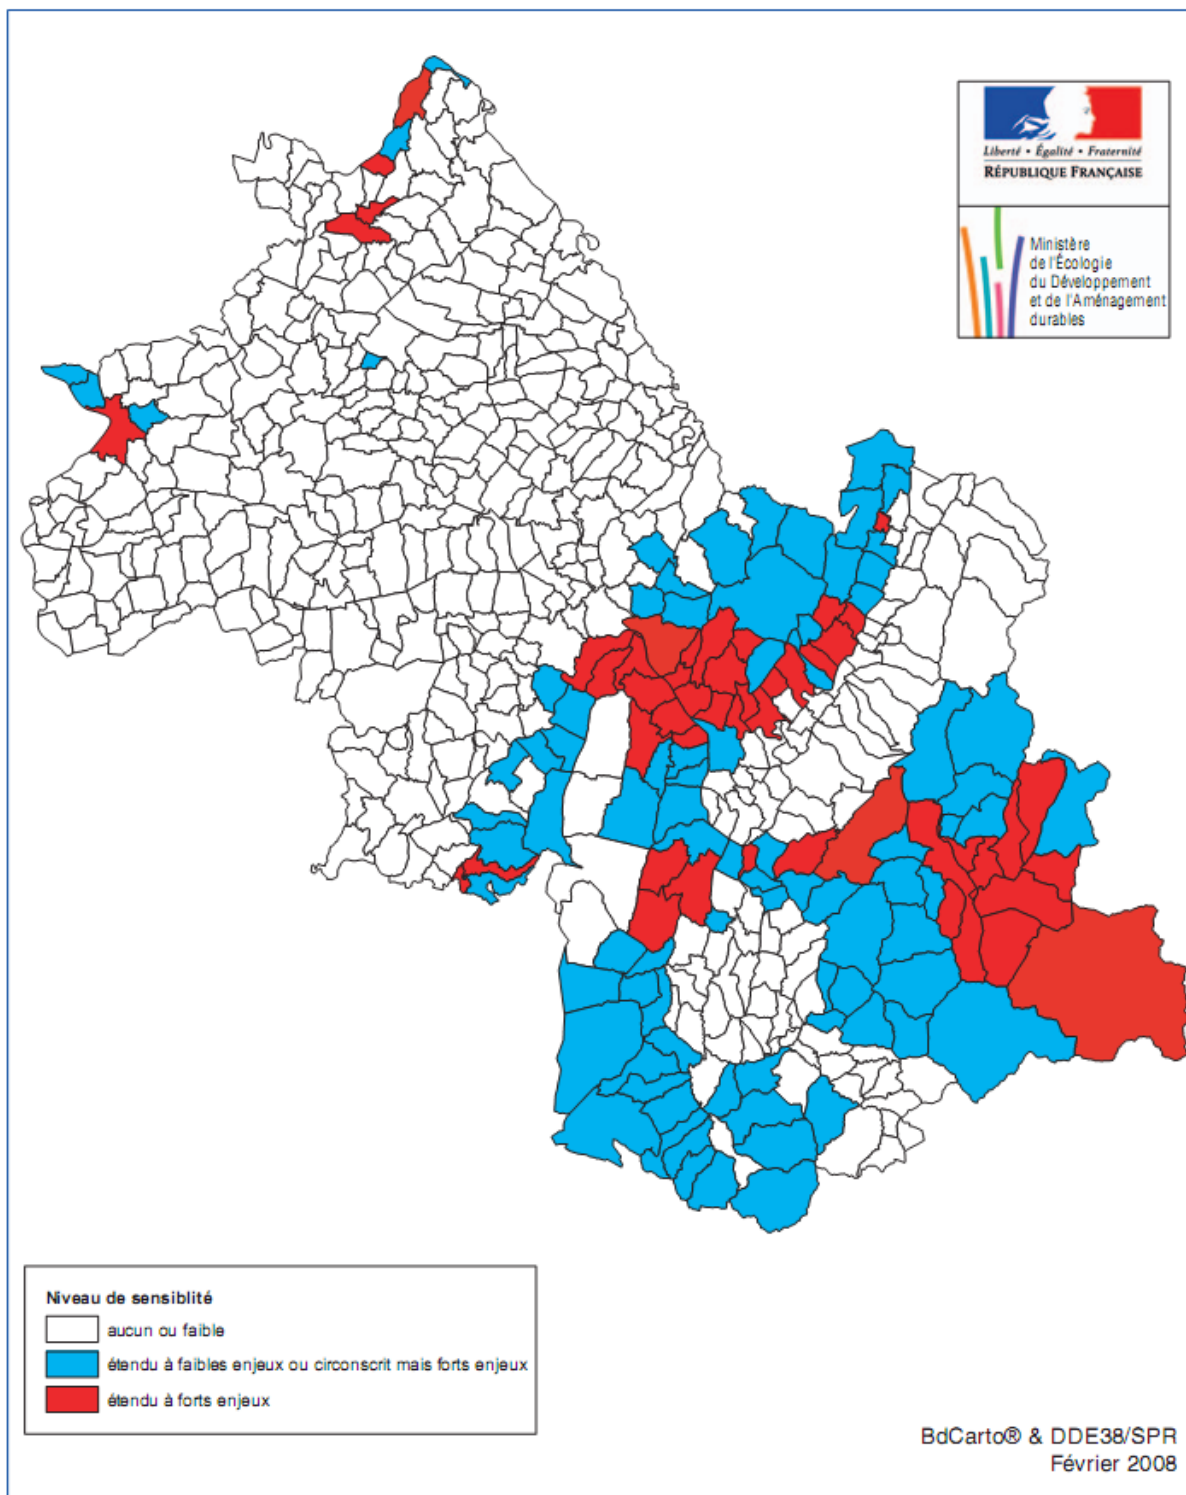 Liberté • Égalité • Fraternité
RÉPUBLIQUE FRANÇAISE
Ministère
de l'Écologie
du Développement
et de l'Aménagement
durables
Niveau de sensiblité
aucun ou faible
étendu à faibles enjeux ou circonscrit mais forts enjeux
étendu à forts enjeux
BdCarto® & DDE38/SPR
Février 2008